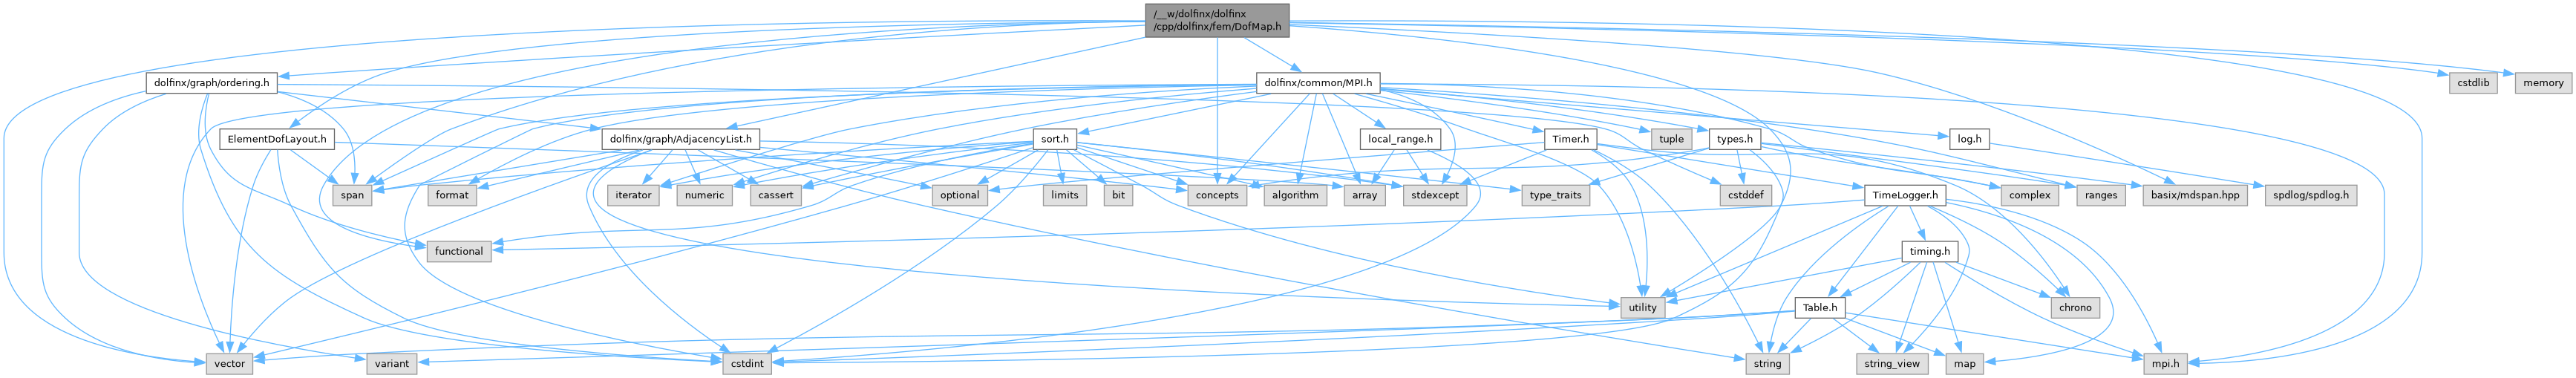 /__w/dolfinx/dolfinx
/cpp/dolfinx/fem/DofMap.h
dolfinx/graph/ordering.h
dolfinx/common/MPI.h
cstdlib
memory
ElementDofLayout.h
dolfinx/graph/AdjacencyList.h
sort.h
local_range.h
Timer.h
tuple
types.h
log.h
span
format
iterator
numeric
cassert
optional
limits
bit
concepts
algorithm
array
stdexcept
type_traits
cstddef
TimeLogger.h
complex
ranges
basix/mdspan.hpp
spdlog/spdlog.h
functional
timing.h
utility
Table.h
chrono
vector
variant
cstdint
string
string_view
map
mpi.h